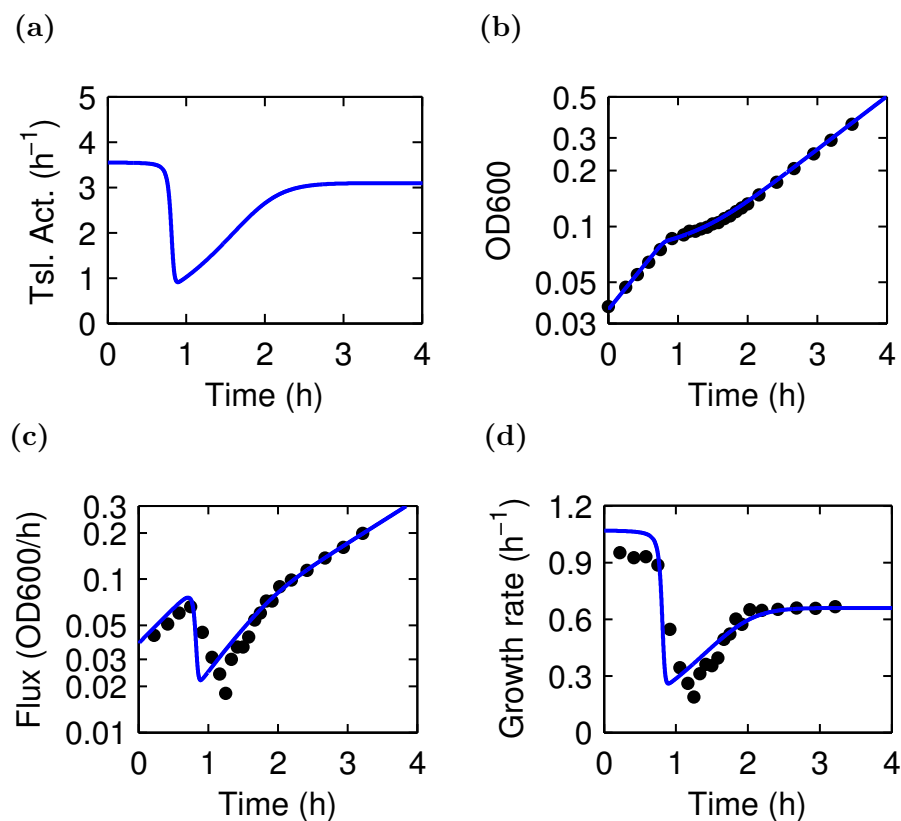 (a)
Tsl. Act. (h⁻¹)
5
4
3
2
1
0
0 1 2 3 4
Time (h)
(b)
OD600
0.5
0.3
0.2
0.1
0.05
0.03
0 1 2 3 4
Time (h)
(c)
Flux (OD600/h)
0.3
0.2
0.1
0.05
0.03
0.02
0.01
0 1 2 3 4
Time (h)
(d)
Growth rate (h⁻¹)
1.2
0.9
0.6
0.3
0
0 1 2 3 4
Time (h)